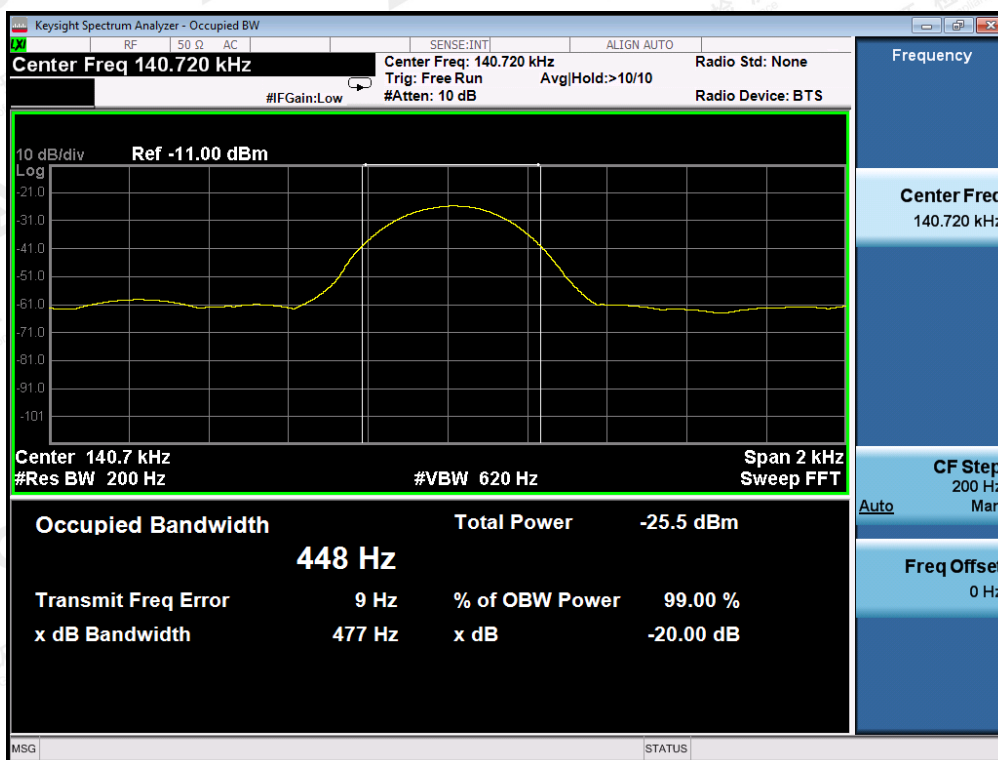 Keysight Spectrum Analyzer - Occupied BW
LXI RF 50 Ω AC SENSE:INT ALIGN AUTO
Center Freq 140.720 kHz
#IFGain:Low
Center Freq: 140.720 kHz
Trig: Free Run Avg|Hold:>10/10
#Atten: 10 dB
Radio Std: None
Radio Device: BTS
10 dB/div Ref -11.00 dBm
Log
-21.0
-31.0
-41.0
-51.0
-61.0
-71.0
-81.0
-91.0
-101
Center 140.7 kHz Span 2 kHz
#Res BW 200 Hz #VBW 620 Hz Sweep FFT
Occupied Bandwidth Total Power -25.5 dBm
448 Hz
Transmit Freq Error 9 Hz % of OBW Power 99.00 %
x dB Bandwidth 477 Hz x dB -20.00 dB
Frequency
Center Freq
140.720 kHz
CF Step
200 Hz
Auto Man
Freq Offset
0 Hz
MSG STATUS